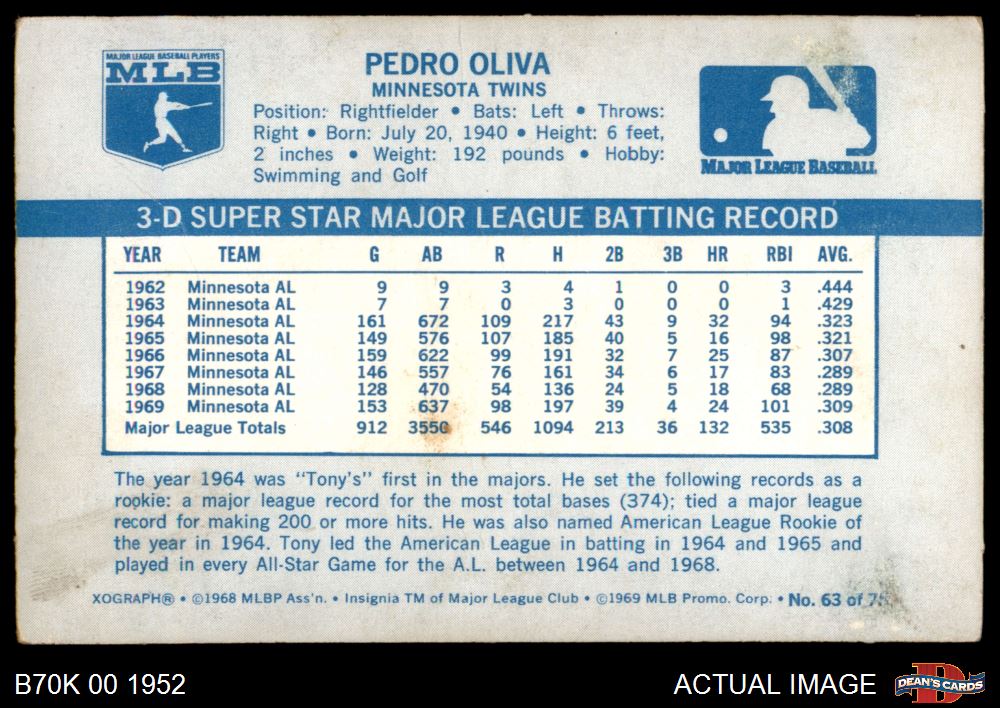 MAJOR LEAGUE BASEBALL PLAYERS
MLB
PEDRO OLIVA
MINNESOTA TWINS
Position: Rightfielder • Bats: Left • Throws:
Right • Born: July 20, 1940 • Height: 6 feet,
2 inches • Weight: 192 pounds • Hobby:
Swimming and Golf
MAJOR LEAGUE BASEBALL
3-D SUPER STAR MAJOR LEAGUE BATTING RECORD
YEAR TEAM G AB R H 2B 3B HR RBI AVG.
1962 Minnesota AL 9 9 3 4 1 0 0 3 .444
1963 Minnesota AL 7 7 0 3 0 0 0 1 .429
1964 Minnesota AL 161 672 109 217 43 9 32 94 .323
1965 Minnesota AL 149 576 107 185 40 5 16 98 .321
1966 Minnesota AL 159 622 99 191 32 7 25 87 .307
1967 Minnesota AL 146 557 76 161 34 6 17 83 .289
1968 Minnesota AL 128 470 54 136 24 5 18 68 .289
1969 Minnesota AL 153 637 98 197 39 4 24 101 .309
Major League Totals 912 3550 546 1094 213 36 132 535 .308
The year 1964 was “Tony's” first in the majors. He set the following records as a
rookie: a major league record for the most total bases (374); tied a major league
record for making 200 or more hits. He was also named American League Rookie of
the year in 1964. Tony led the American League in batting in 1964 and 1965 and
played in every All-Star Game for the A.L. between 1964 and 1968.
XOGRAPH® • ©1968 MLBP Ass'n. • Insignia TM of Major League Club • ©1969 MLB Promo. Corp. • No. 63 of
B70K 00 1952
ACTUAL IMAGE
DEAN'S CARDS